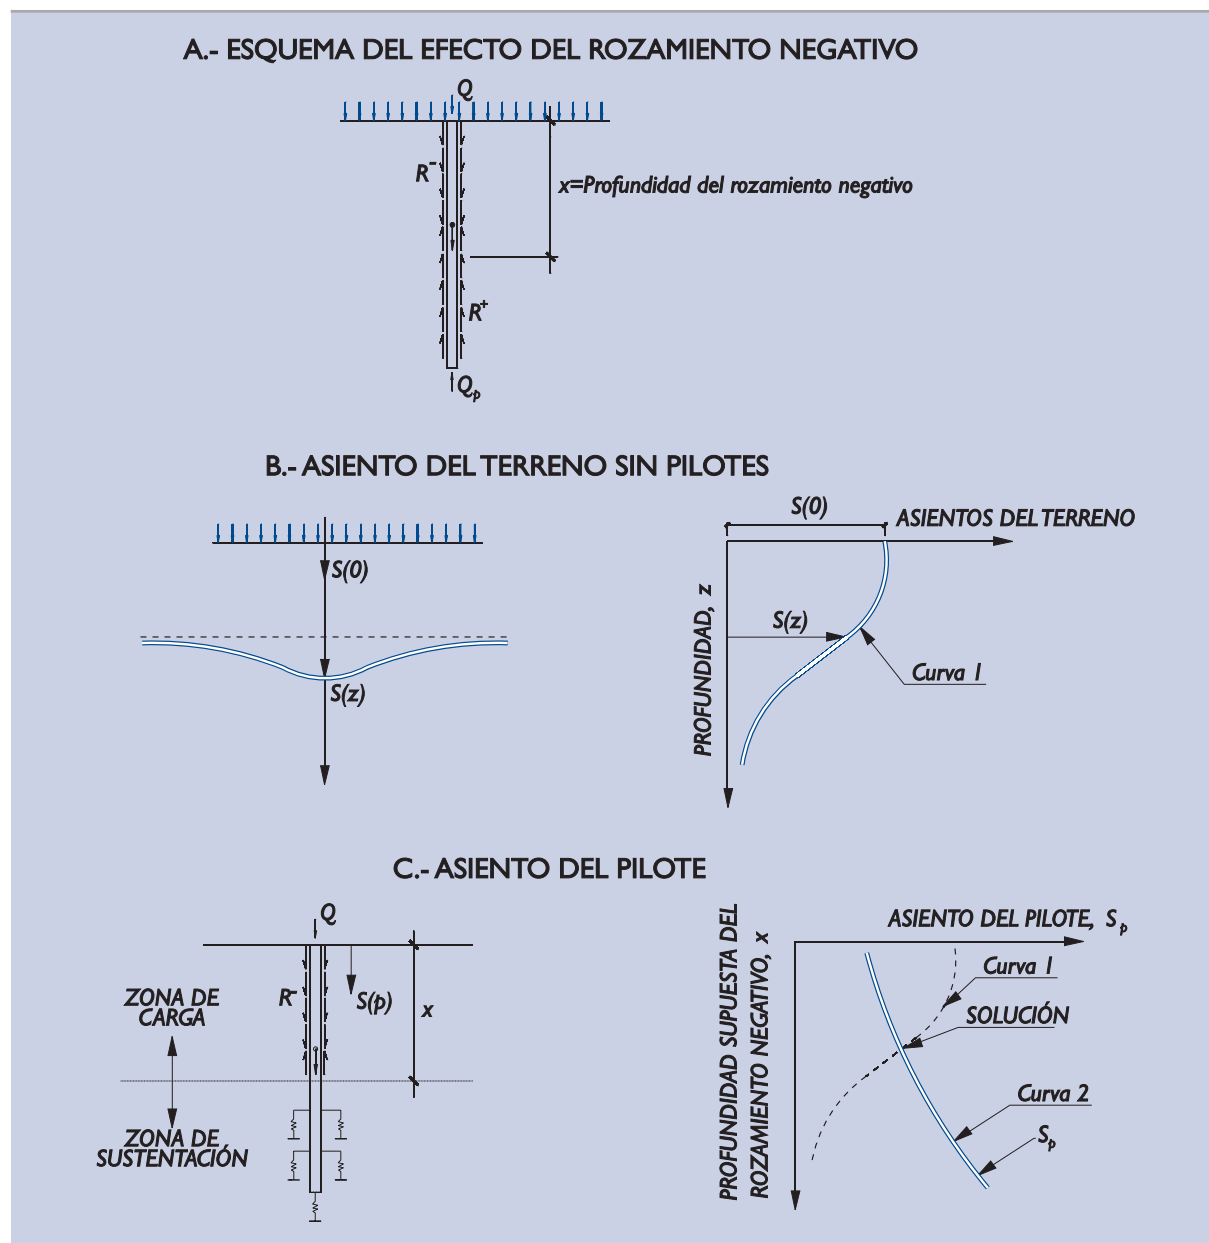 A.- ESQUEMA DEL EFECTO DEL ROZAMIENTO NEGATIVO
Q
R-
x=Profundidad del rozamiento negativo
R+
Qp
B.- ASIENTO DEL TERRENO SIN PILOTES
S(0)
S(z)
S(0)
ASIENTOS DEL TERRENO
PROFUNDIDAD, z
S(z)
Curva 1
C.- ASIENTO DEL PILOTE
Q
R-
S(p)
x
ZONA DE
CARGA
ZONA DE
SUSTENTACIÓN
PROFUNDIDAD SUPUESTA DEL
ROZAMIENTO NEGATIVO, x
ASIENTO DEL PILOTE, Sp
Curva 1
SOLUCIÓN
Curva 2
Sp